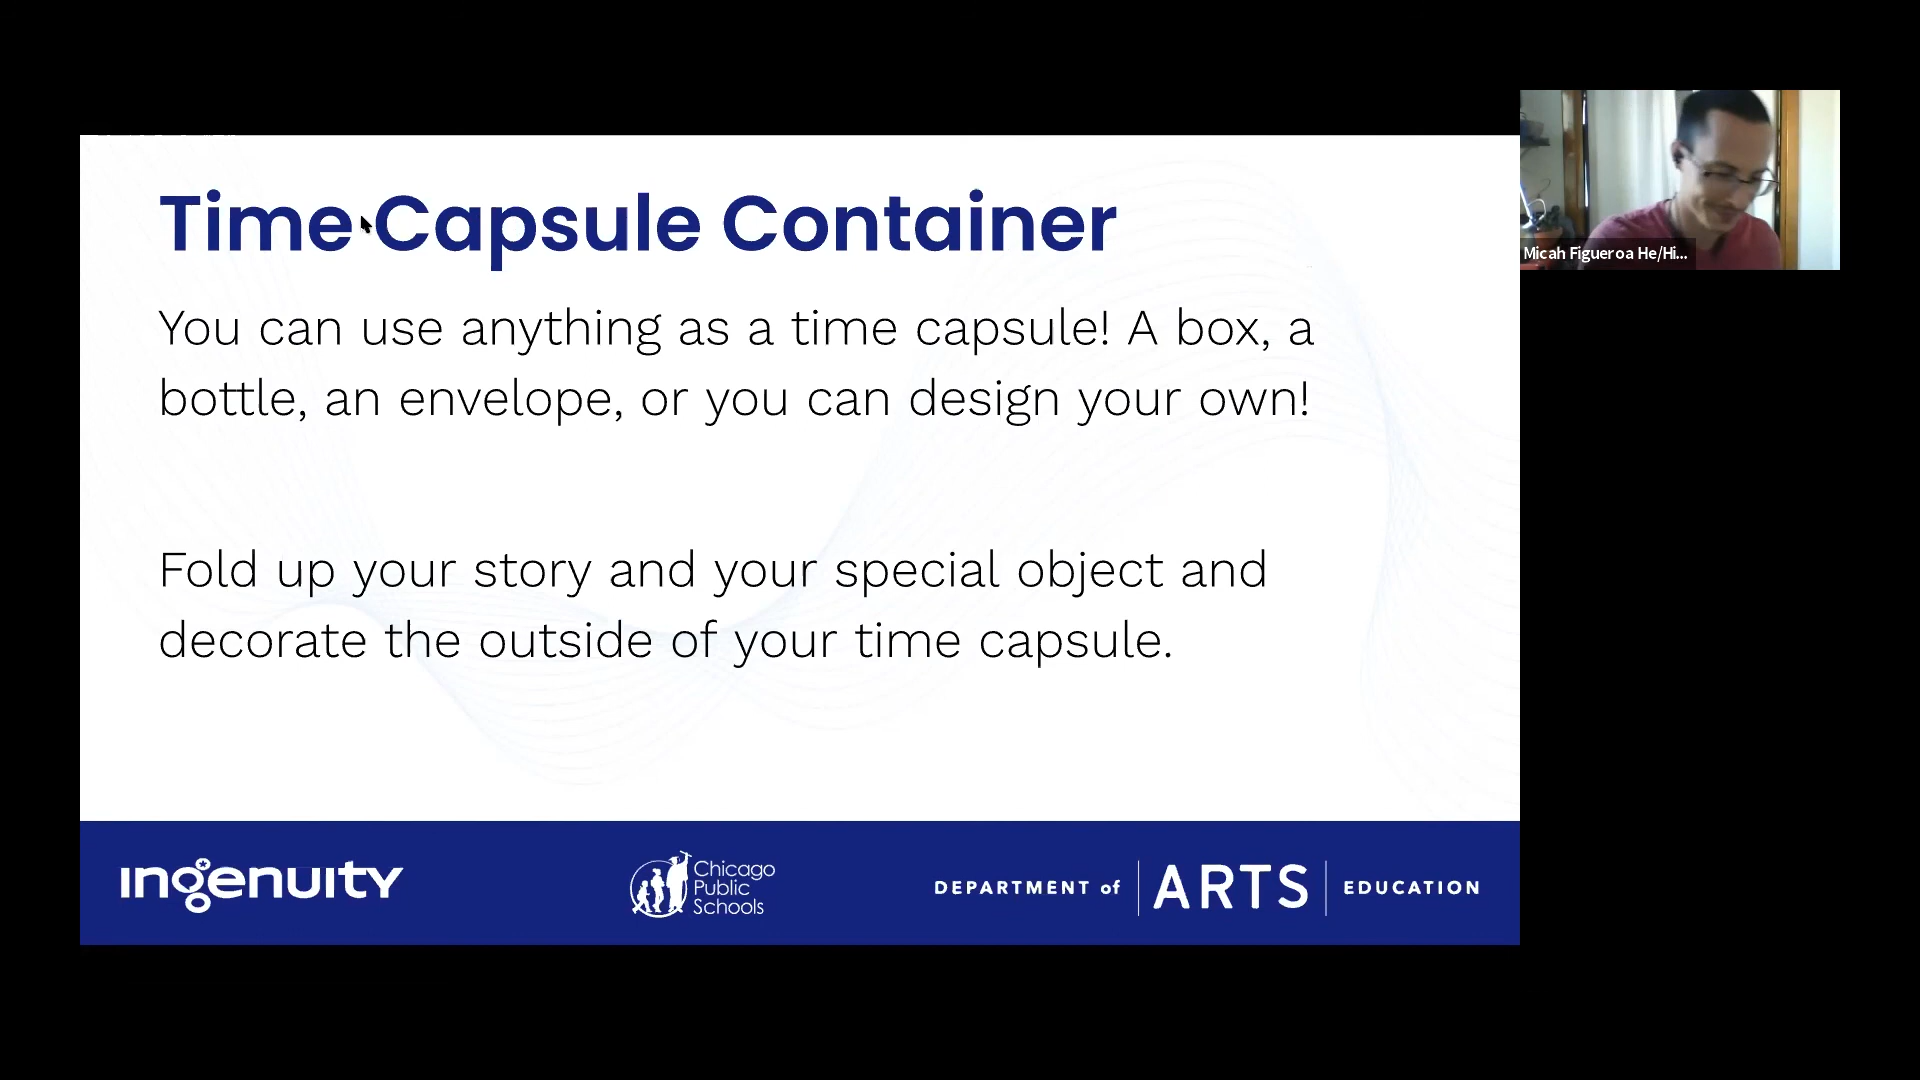 Time Capsule Container
You can use anything as a time capsule! A box, a
bottle, an envelope, or you can design your own!
Fold up your story and your special object and
decorate the outside of your time capsule.
Micah Figueroa He/Hi...
ingenuity
Chicago
Public
Schools
DEPARTMENT of ARTS EDUCATION